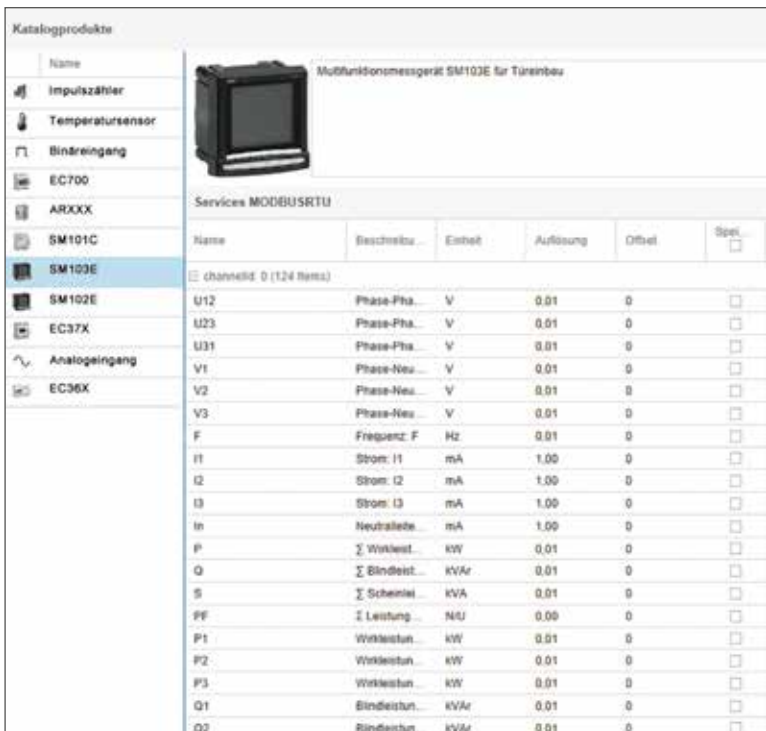 Katalogprodukte
Name
Impulszähler
Temperatursensor
Binäreingang
EC700
ARXXX
SM101C
SM103E
SM102E
EC37X
Analogeingang
EC36X
Multifunktionsmessgerät SM103E für Türeinbau
Services MODBUSRTU
Name Beschreibu... Einheit Auflösung Offset Spei...
channelId: 0 (124 Items)
U12 Phase-Pha... V 0,01 0
U23 Phase-Pha... V 0,01 0
U31 Phase-Pha... V 0,01 0
V1 Phase-Neu... V 0,01 0
V2 Phase-Neu... V 0,01 0
V3 Phase-Neu... V 0,01 0
F Frequenz: F Hz 0,01 0
I1 Strom: I1 mA 1,00 0
I2 Strom: I2 mA 1,00 0
I3 Strom: I3 mA 1,00 0
In Neutralleite... mA 1,00 0
P Σ Wirkleist... kW 0,01 0
Q Σ Blindleist... kVAr 0,01 0
S Σ Scheinlei... kVA 0,01 0
PF Σ Leistung... N/U 0,00 0
P1 Wirkleistun... kW 0,01 0
P2 Wirkleistun... kW 0,01 0
P3 Wirkleistun... kW 0,01 0
Q1 Blindleistun... kVAr 0,01 0
Q2 Blindleistun... kVAr 0,01 0